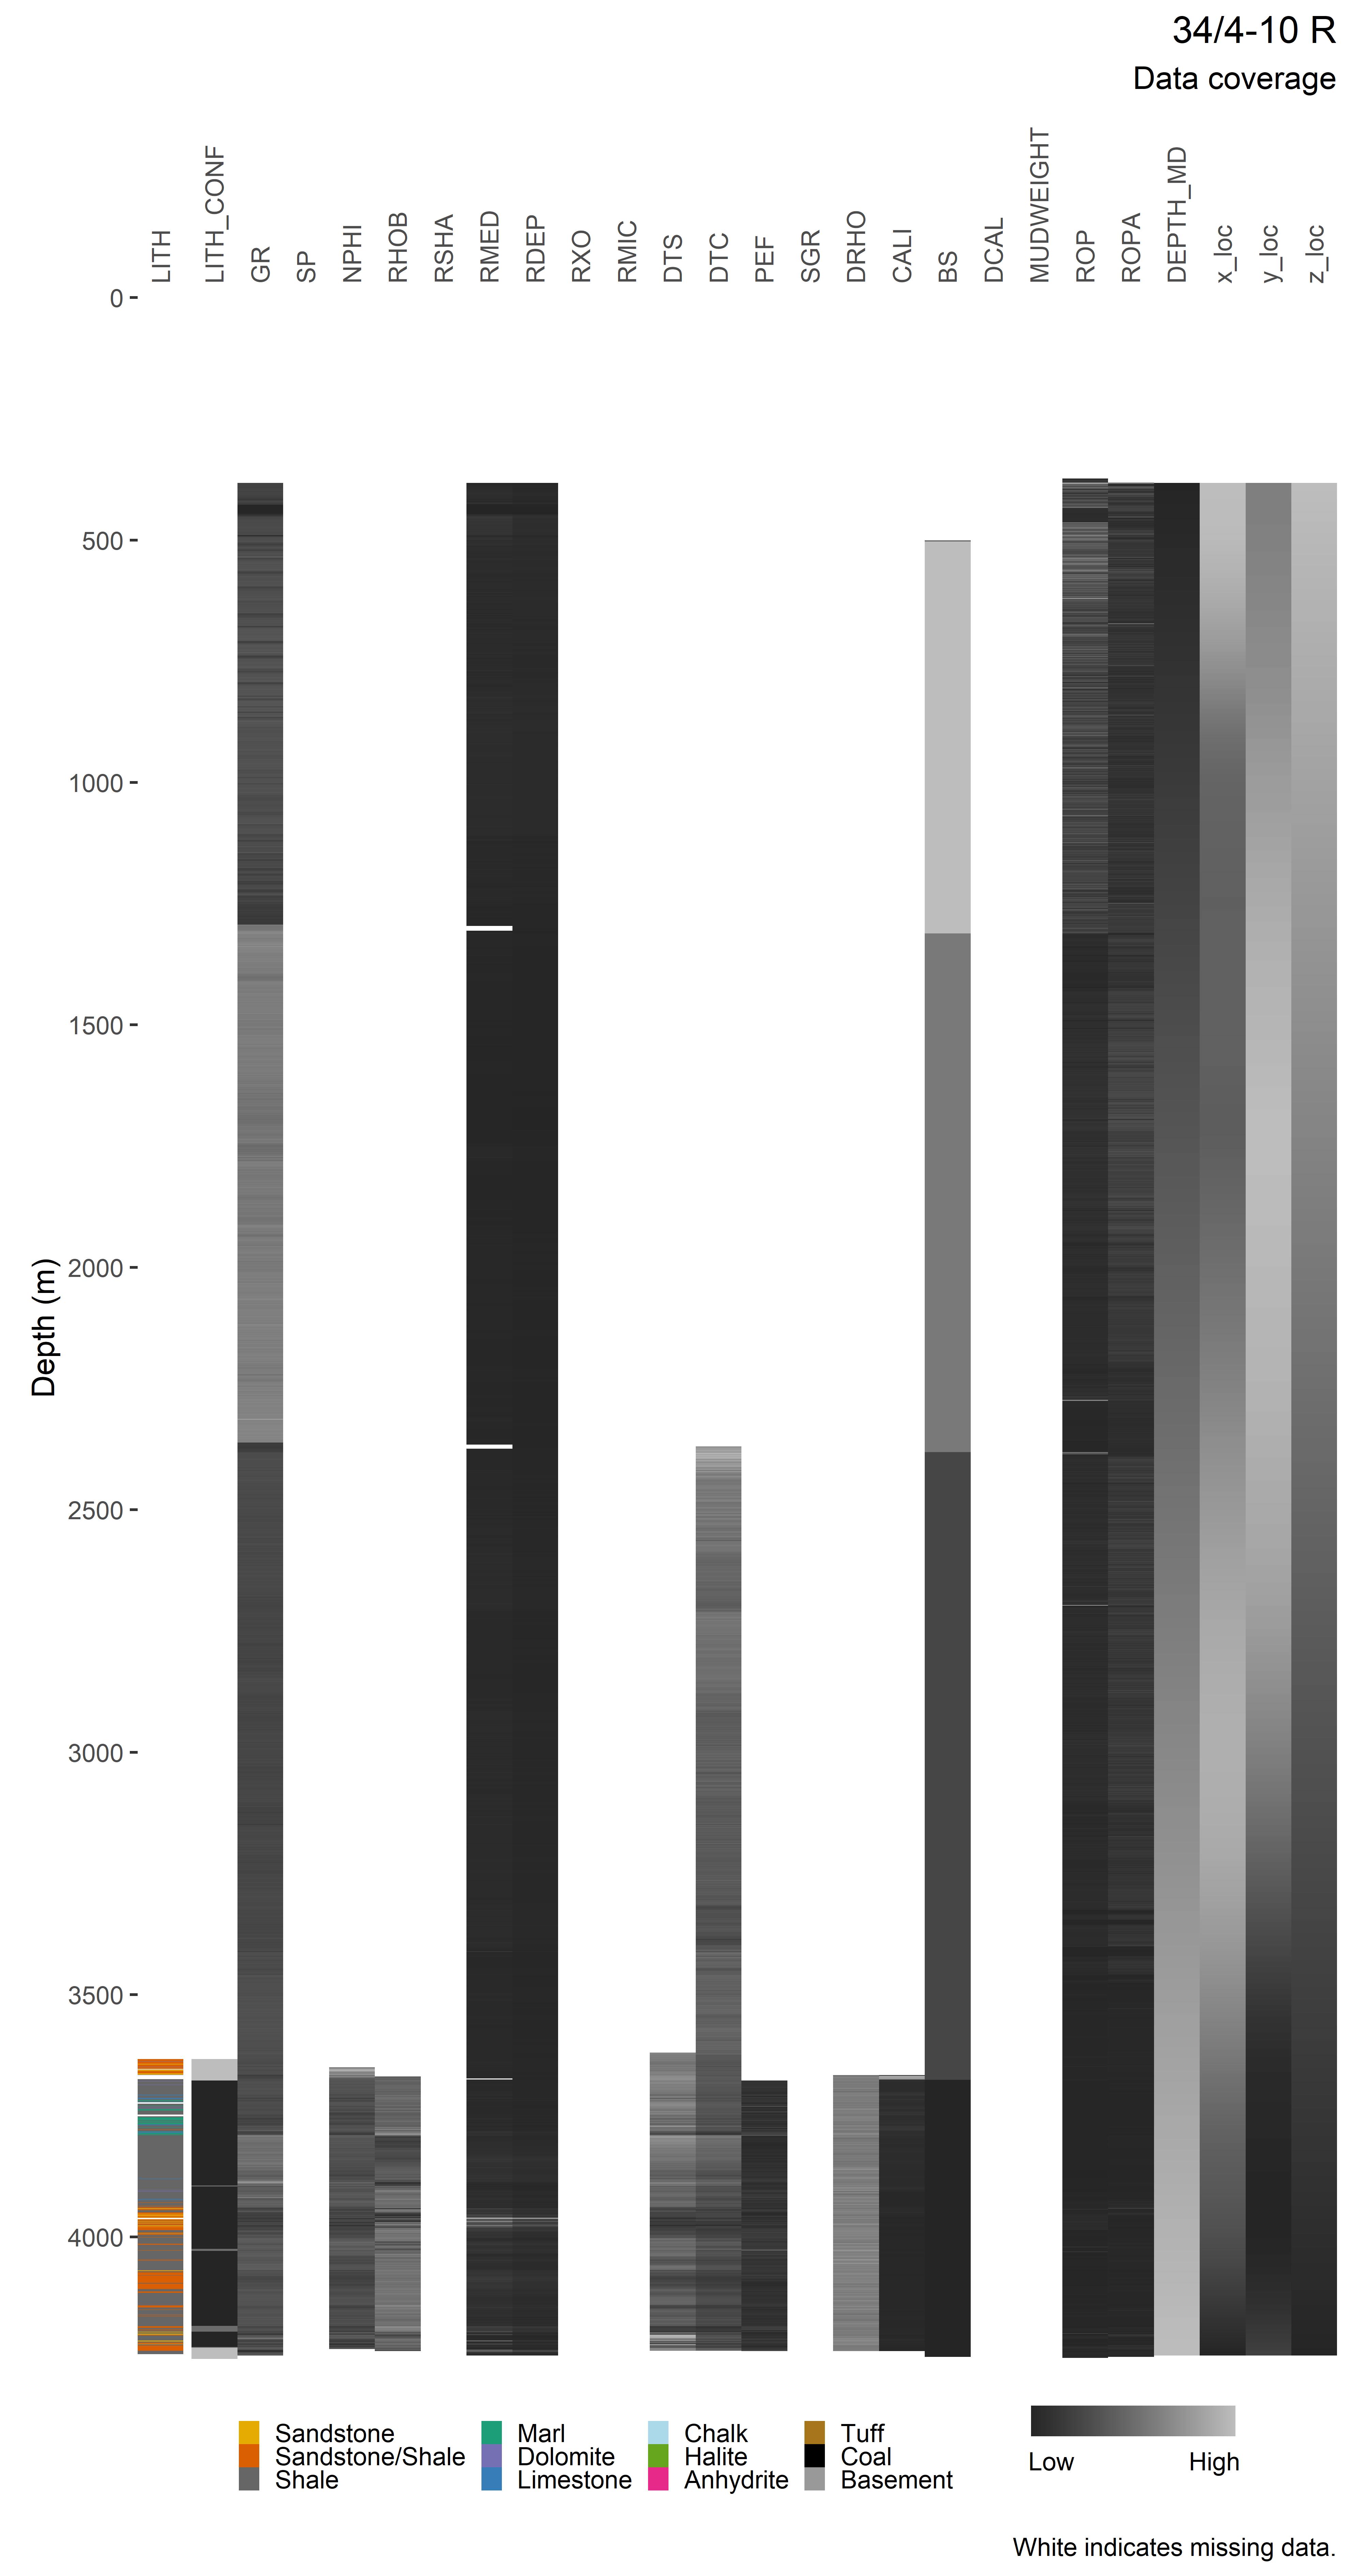 34/4-10 R
Data coverage
LITH
LITH_CONF
GR
SP
NPHI
RHOB
RSHA
RMED
RDEP
RXO
RMIC
DTS
DTC
PEF
SGR
DRHO
CALI
BS
DCAL
MUDWEIGHT
ROP
ROPA
DEPTH_MD
x_loc
y_loc
z_loc
0
500
1000
1500
2000
2500
3000
3500
4000
Depth (m)
Sandstone
Sandstone/Shale
Shale
Marl
Dolomite
Limestone
Chalk
Halite
Anhydrite
Tuff
Coal
Basement
Low High
White indicates missing data.